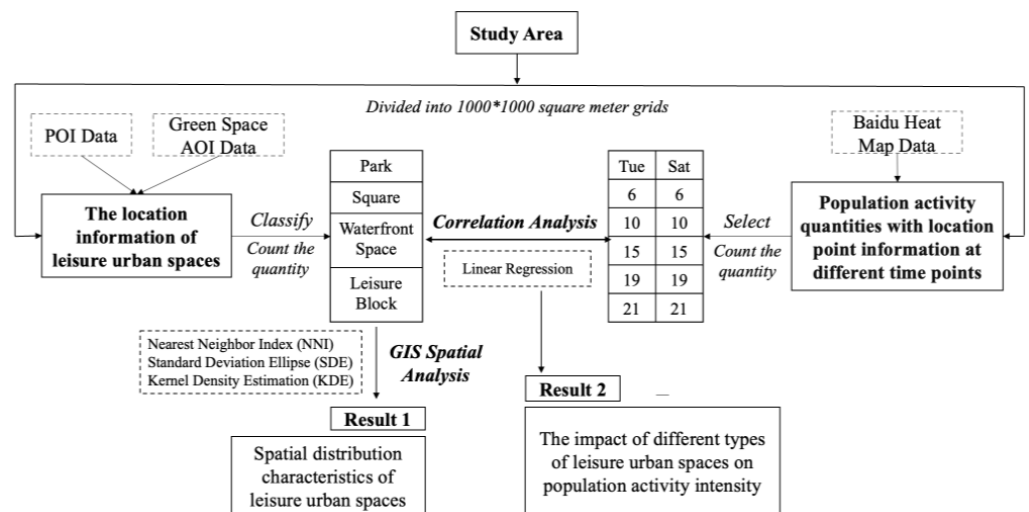 Study Area
Divided into 1000*1000 square meter grids
POI Data
Green Space
AOI Data
Baidu Heat
Map Data
The location
information of
leisure urban spaces
Classify
Count the
quantity
Park
Square
Waterfront
Space
Leisure
Block
Correlation Analysis
Linear Regression
Tue Sat
6 6
10 10
15 15
19 19
21 21
Select
Count the
quantity
Population activity
quantities with location
point information at
different time points
Nearest Neighbor Index (NNI)
Standard Deviation Ellipse (SDE)
Kernel Density Estimation (KDE)
GIS Spatial
Analysis
Result 1
Spatial distribution
characteristics of
leisure urban spaces
Result 2
The impact of different types
of leisure urban spaces on
population activity intensity